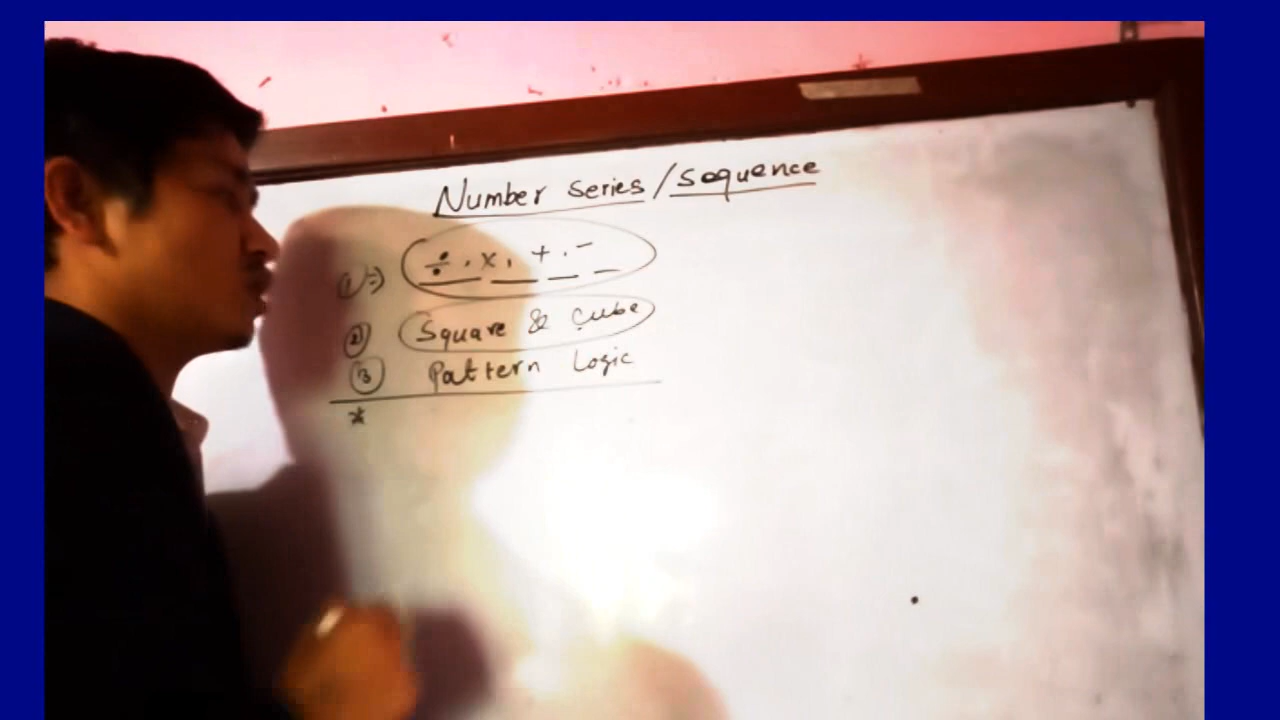 Number series / sequence
(1) ÷, ×, +, -
(2) Square & Cube
(3) Pattern Logic
*